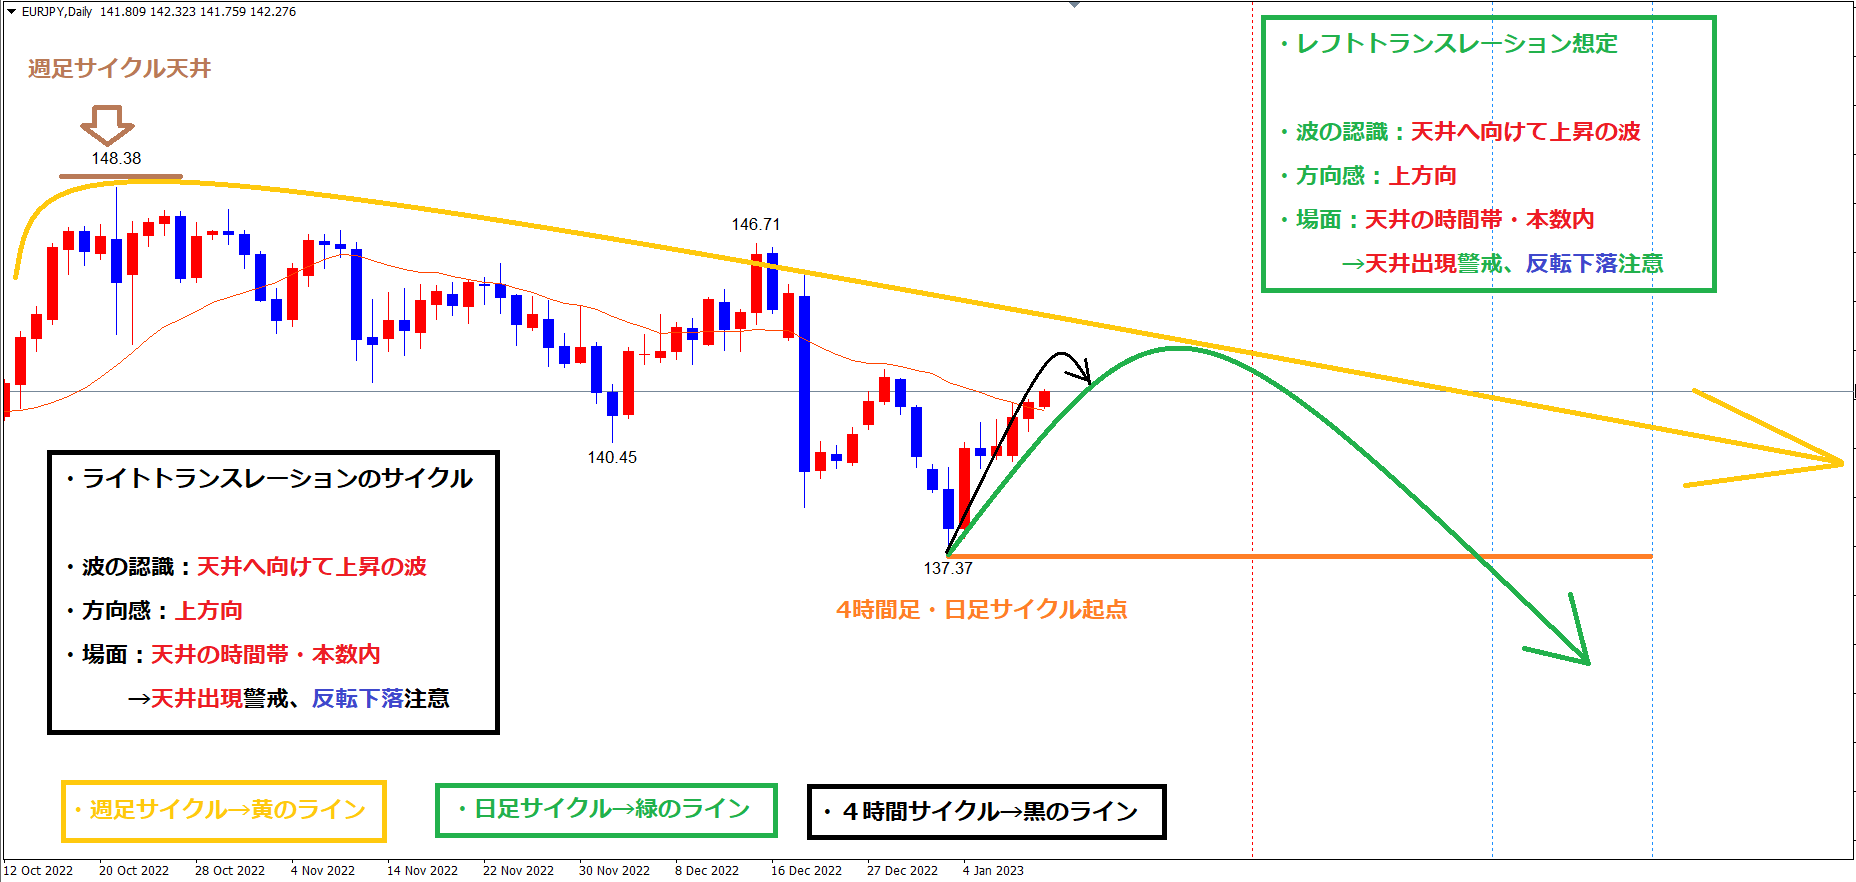 EURJPY,Daily  141.809 142.323 141.759 142.276
週足サイクル天井
148.38
146.71
140.45
137.37
4時間足・日足サイクル起点
・レフトトランスレーション想定
・波の認識：天井へ向けて上昇の波
・方向感：上方向
・場面：天井の時間帯・本数内
→天井出現警戒、反転下落注意
・ライトトランスレーションのサイクル
・波の認識：天井へ向けて上昇の波
・方向感：上方向
・場面：天井の時間帯・本数内
→天井出現警戒、反転下落注意
・週足サイクル→黄のライン
・日足サイクル→緑のライン
・４時間サイクル→黒のライン
12 Oct 2022
20 Oct 2022
28 Oct 2022
4 Nov 2022
14 Nov 2022
22 Nov 2022
30 Nov 2022
8 Dec 2022
16 Dec 2022
27 Dec 2022
4 Jan 2023